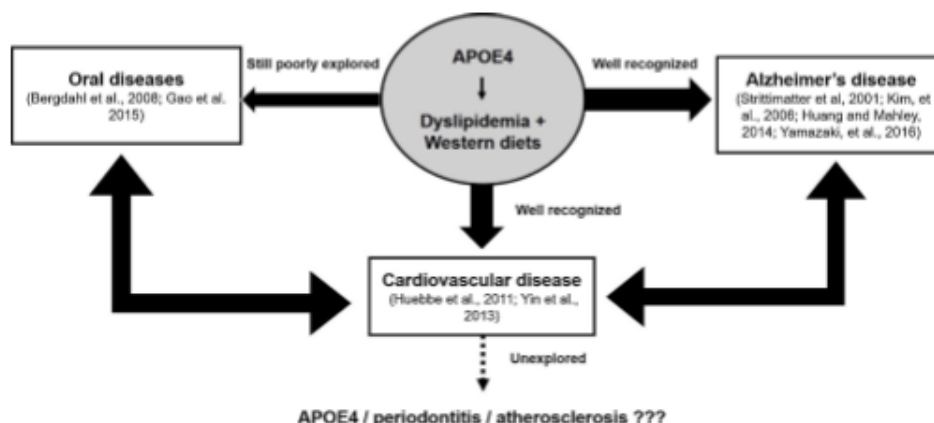 APOE4
Dyslipidemia +
Western diets
Still poorly explored
Well recognized
Oral diseases
(Bergdahl et al., 2008; Gao et al.
2015)
Alzheimer's disease
(Strittimatter et al, 2001; Kim, et
al., 2006; Huang and Mahley,
2014; Yamazaki, et al., 2016)
Well recognized
Cardiovascular disease
(Huebbe et al., 2011; Yin et al.,
2013)
Unexplored
APOE4 / periodontitis / atherosclerosis ???